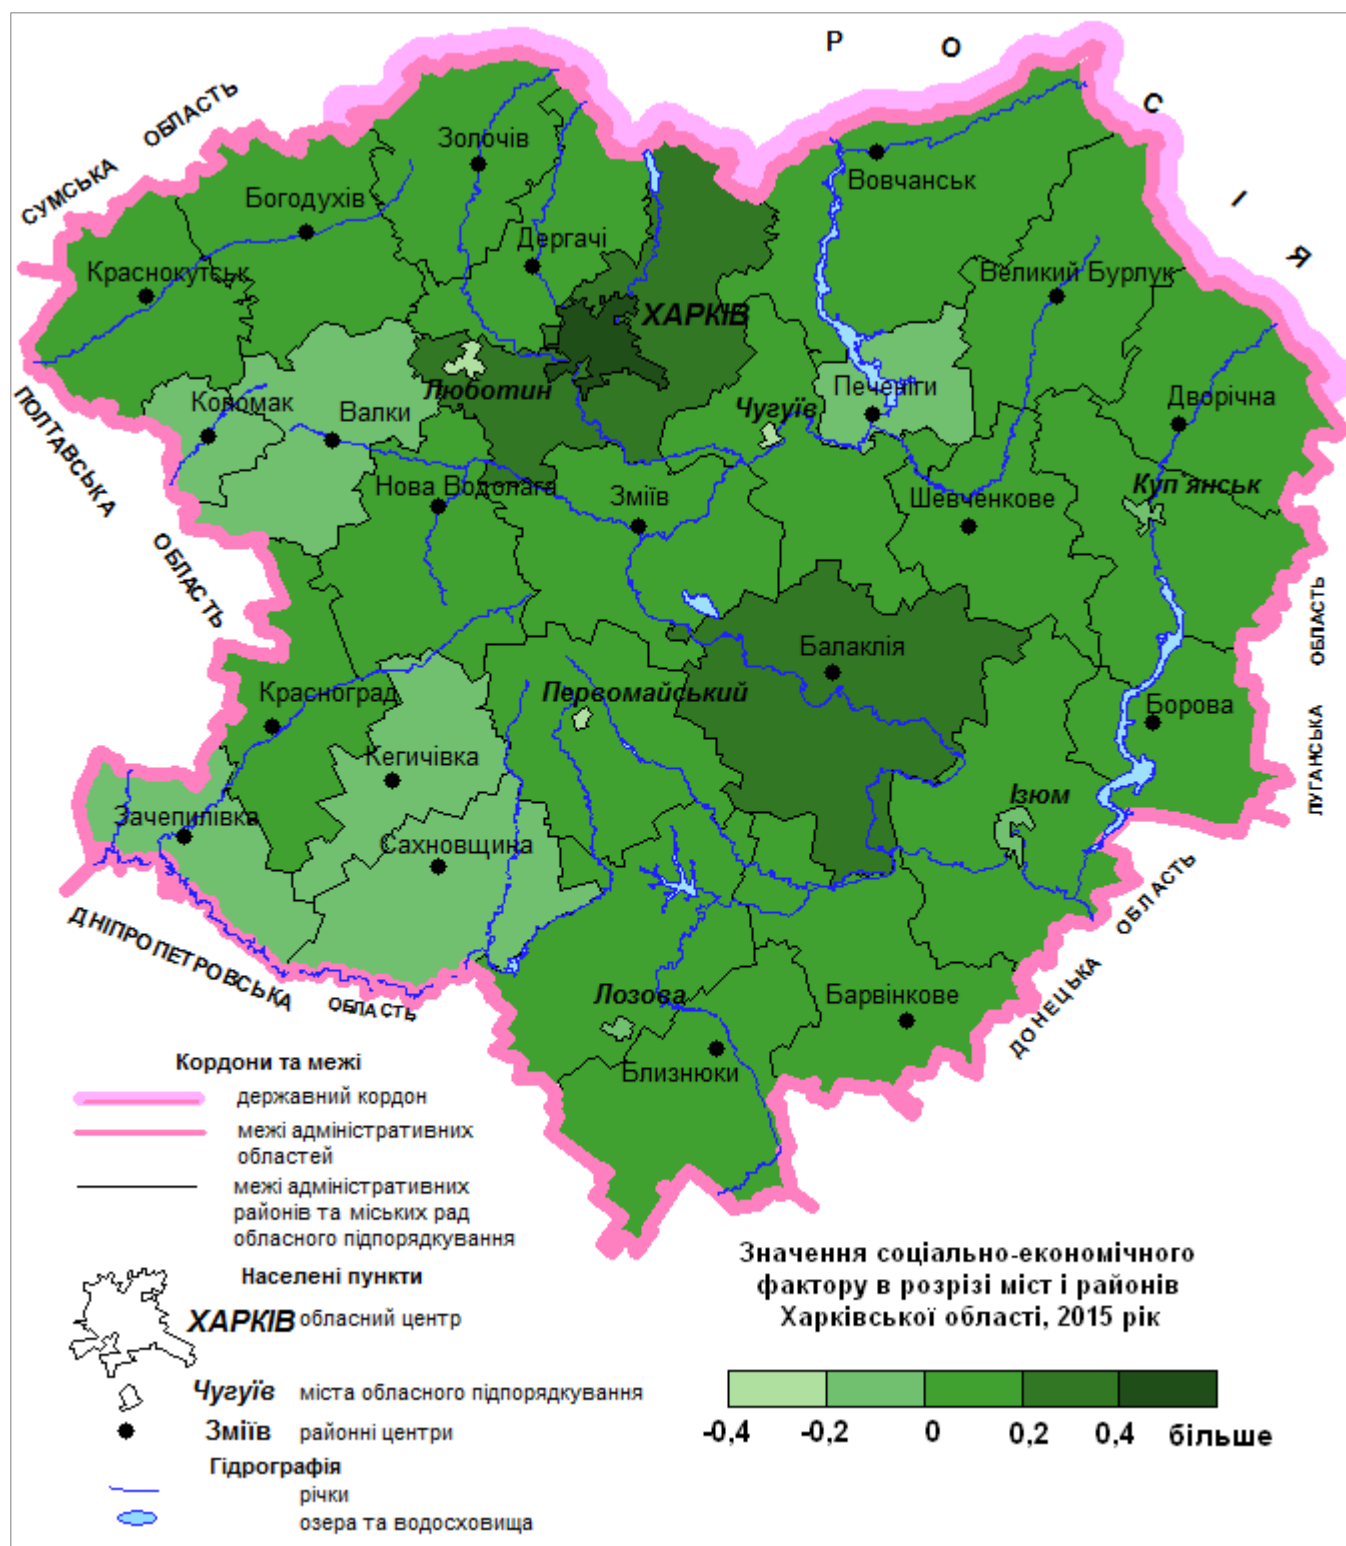 Р О С І Я
СУМСЬКА ОБЛАСТЬ
Золочів
Вовчанськ
Богодухів
Дергачі
Краснокутськ
Великий Бурлук
ХАРКІВ
Люботин
Печеніги
Дворічна
Коломак
Валки
Чугуїв
ПОЛТАВСЬКА ОБЛАСТЬ
Нова Водолага
Зміїв
Шевченкове
Куп янськ
Балаклія
ЛУГАНСЬКА ОБЛАСТЬ
Красноград
Первомайський
Борова
Кегичівка
Ізюм
Зачепилівка
Сахновщина
ДНІПРОПЕТРОВСЬКА ОБЛАСТЬ
ДОНЕЦЬКА ОБЛАСТЬ
Лозова
Барвінкове
Близнюки
Кордони та межі
державний кордон
межі адміністративних
областей
межі адміністративних
районів та міських рад
обласного підпорядкування
Населені пункти
ХАРКІВ обласний центр
Чугуїв міста обласного підпорядкування
Зміїв районні центри
Гідрографія
річки
озера та водосховища
Значення соціально-економічного
фактору в розрізі міст і районів
Харківської області, 2015 рік
-0,4 -0,2 0 0,2 0,4 більше